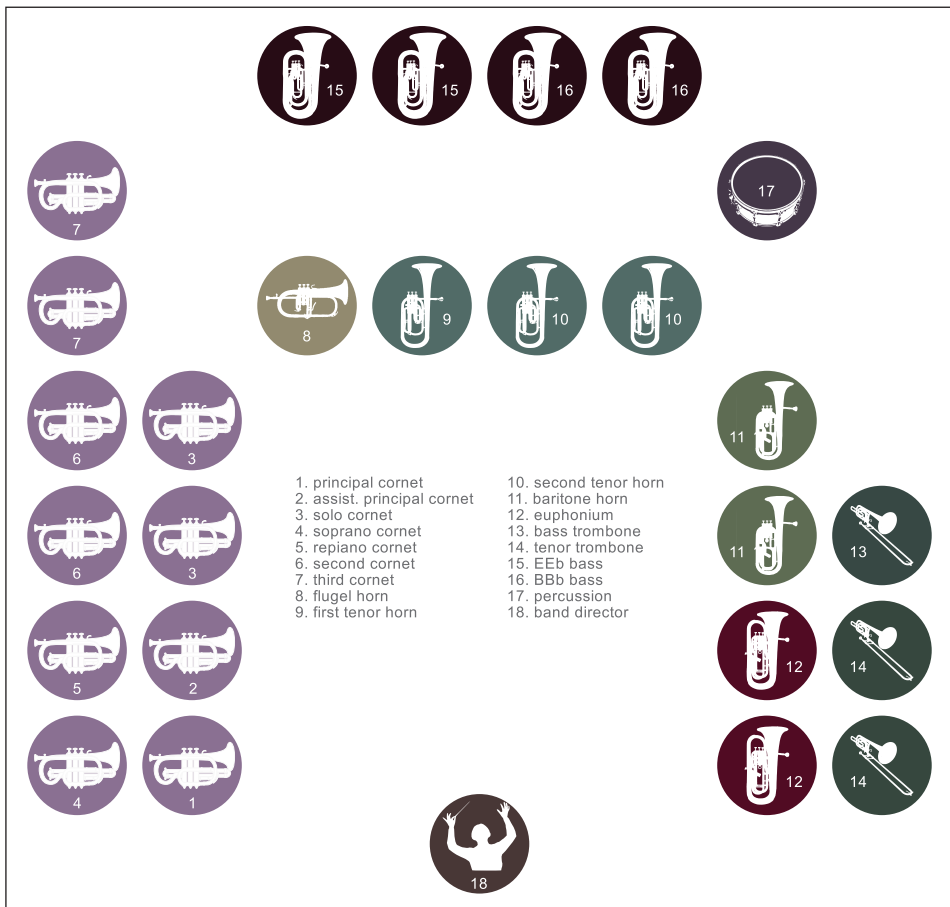 15 15 16 16
7
17
7
8
9
10
10
6
3
11
1. principal cornet
2. assist. principal cornet
3. solo cornet
4. soprano cornet
5. repiano cornet
6. second cornet
7. third cornet
8. flugel horn
9. first tenor horn
10. second tenor horn
11. baritone horn
12. euphonium
13. bass trombone
14. tenor trombone
15. EEb bass
16. BBb bass
17. percussion
18. band director
6
3
11
13
5
2
12
14
4
1
12
14
18